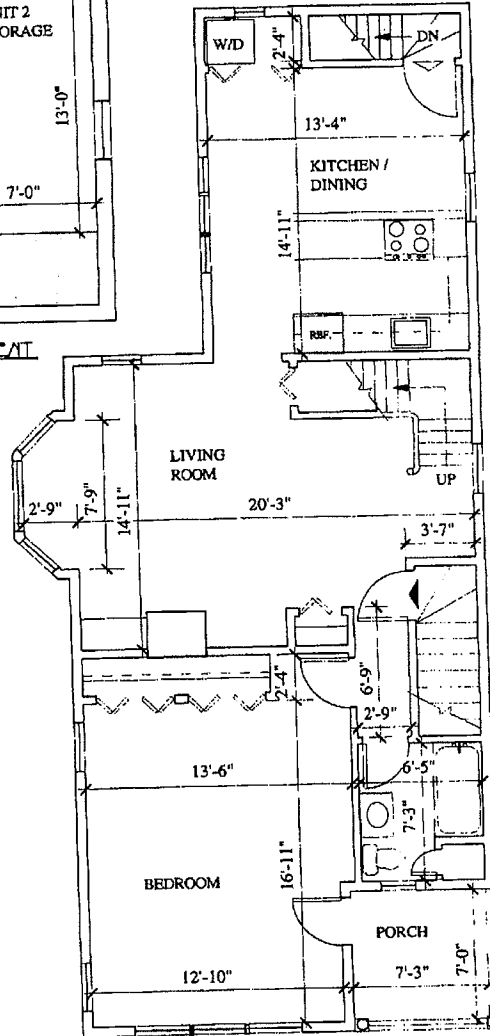 NIT 2
ORAGE
13'-0"
7'-0"
W/D
2'-4"
DN
13'-4"
KITCHEN /
DINING
14'-11"
REF.
LIVING
ROOM
UP
2'-9"
7'-9"
14'-11"
20'-3"
3'-7"
6'-9"
2'-4"
2'-9"
13'-6"
6'-5"
7'-3"
BEDROOM
16'-11"
PORCH
12'-10"
7'-3"
7'-0"